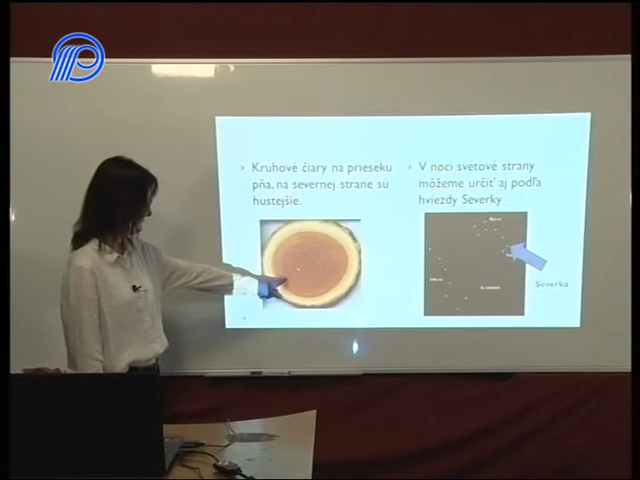 › Kruhové čiary na prieseku
pňa, na severnej strane sú
hustejšie.
› V noci svetové strany
môžeme určiť aj podľa
hviezdy Severky
Severka